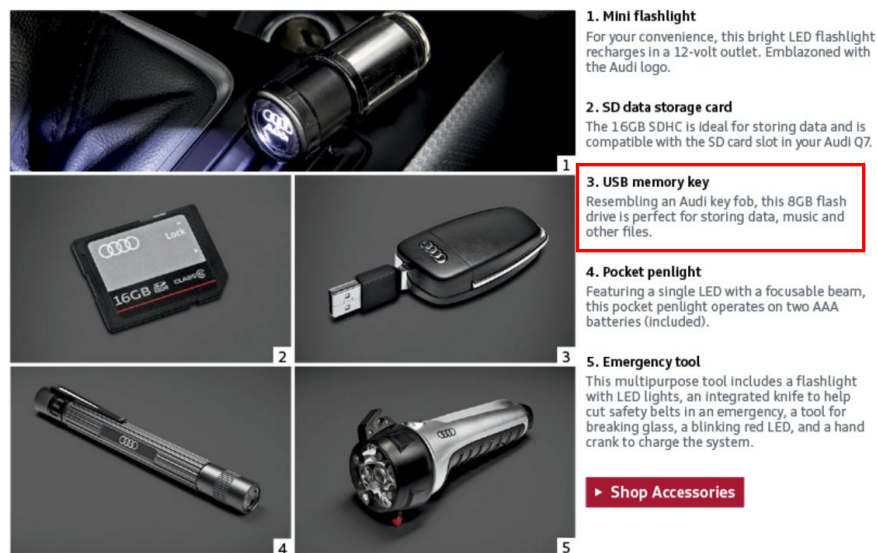 1. Mini flashlight
For your convenience, this bright LED flashlight
recharges in a 12-volt outlet. Emblazoned with
the Audi logo.
2. SD data storage card
The 16GB SDHC is ideal for storing data and is
compatible with the SD card slot in your Audi Q7.
3. USB memory key
Resembling an Audi key fob, this 8GB flash
drive is perfect for storing data, music and
other files.
4. Pocket penlight
Featuring a single LED with a focusable beam,
this pocket penlight operates on two AAA
batteries (included).
5. Emergency tool
This multipurpose tool includes a flashlight
with LED lights, an integrated knife to help
cut safety belts in an emergency, a tool for
breaking glass, a blinking red LED, and a hand
crank to charge the system.
Shop Accessories
1
Lock
16GB
CLASS
2
3
4
5